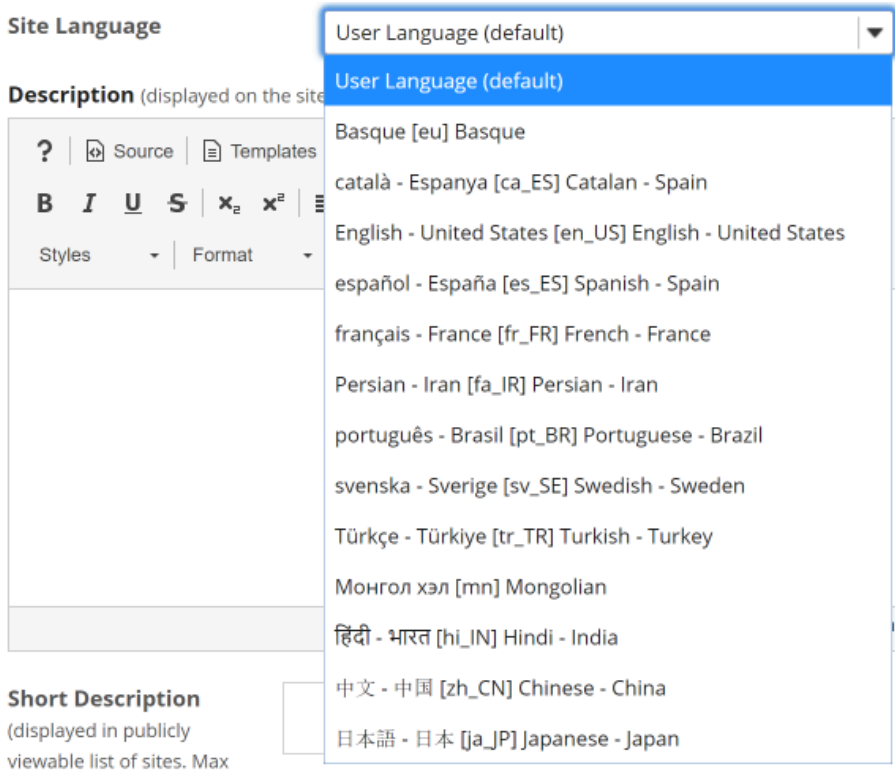 Site Language
User Language (default)
User Language (default)
Basque [eu] Basque
català - Espanya [ca_ES] Catalan - Spain
English - United States [en_US] English - United States
español - España [es_ES] Spanish - Spain
français - France [fr_FR] French - France
Persian - Iran [fa_IR] Persian - Iran
português - Brasil [pt_BR] Portuguese - Brazil
svenska - Sverige [sv_SE] Swedish - Sweden
Türkçe - Türkiye [tr_TR] Turkish - Turkey
Монгол хэл [mn] Mongolian
हिंदी - भारत [hi_IN] Hindi - India
中文 - 中国 [zh_CN] Chinese - China
日本語 - 日本 [ja_JP] Japanese - Japan
Description (displayed on the site
? Source Templates
B I U S x₂ x²
Styles Format
Short Description
(displayed in publicly
viewable list of sites. Max